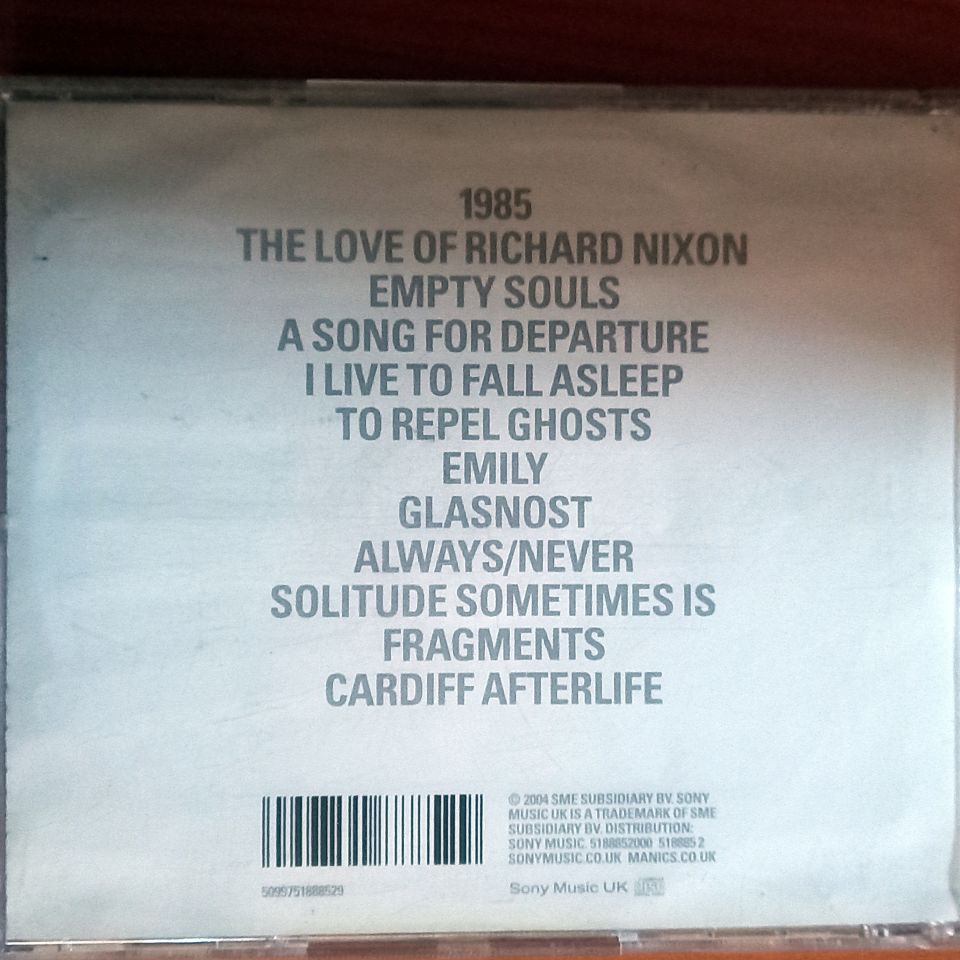 1985
THE LOVE OF RICHARD NIXON
EMPTY SOULS
A SONG FOR DEPARTURE
I LIVE TO FALL ASLEEP
TO REPEL GHOSTS
EMILY
GLASNOST
ALWAYS/NEVER
SOLITUDE SOMETIMES IS
FRAGMENTS
CARDIFF AFTERLIFE
5099751888529
© 2004 SME SUBSIDIARY BV. SONY
MUSIC UK IS A TRADEMARK OF SME
SUBSIDIARY BV. DISTRIBUTION:
SONY MUSIC. 5188852000 518885 2
SONYMUSIC.CO.UK MANICS.CO.UK
Sony Music UK